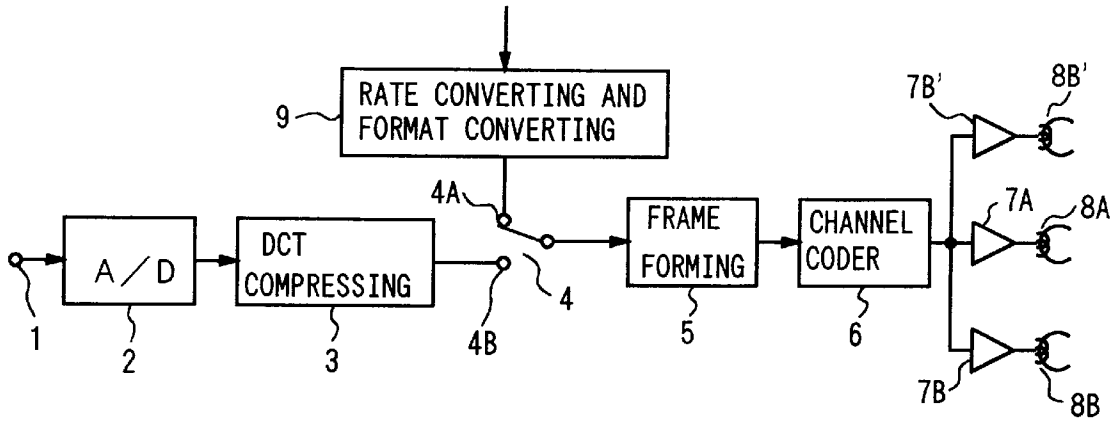 RATE CONVERTING AND
FORMAT CONVERTING
9
7B'
8B'
4A
7A
8A
A/D
DCT
COMPRESSING
FRAME
FORMING
CHANNEL
CODER
1
2
3
4B
4
5
6
7B
8B